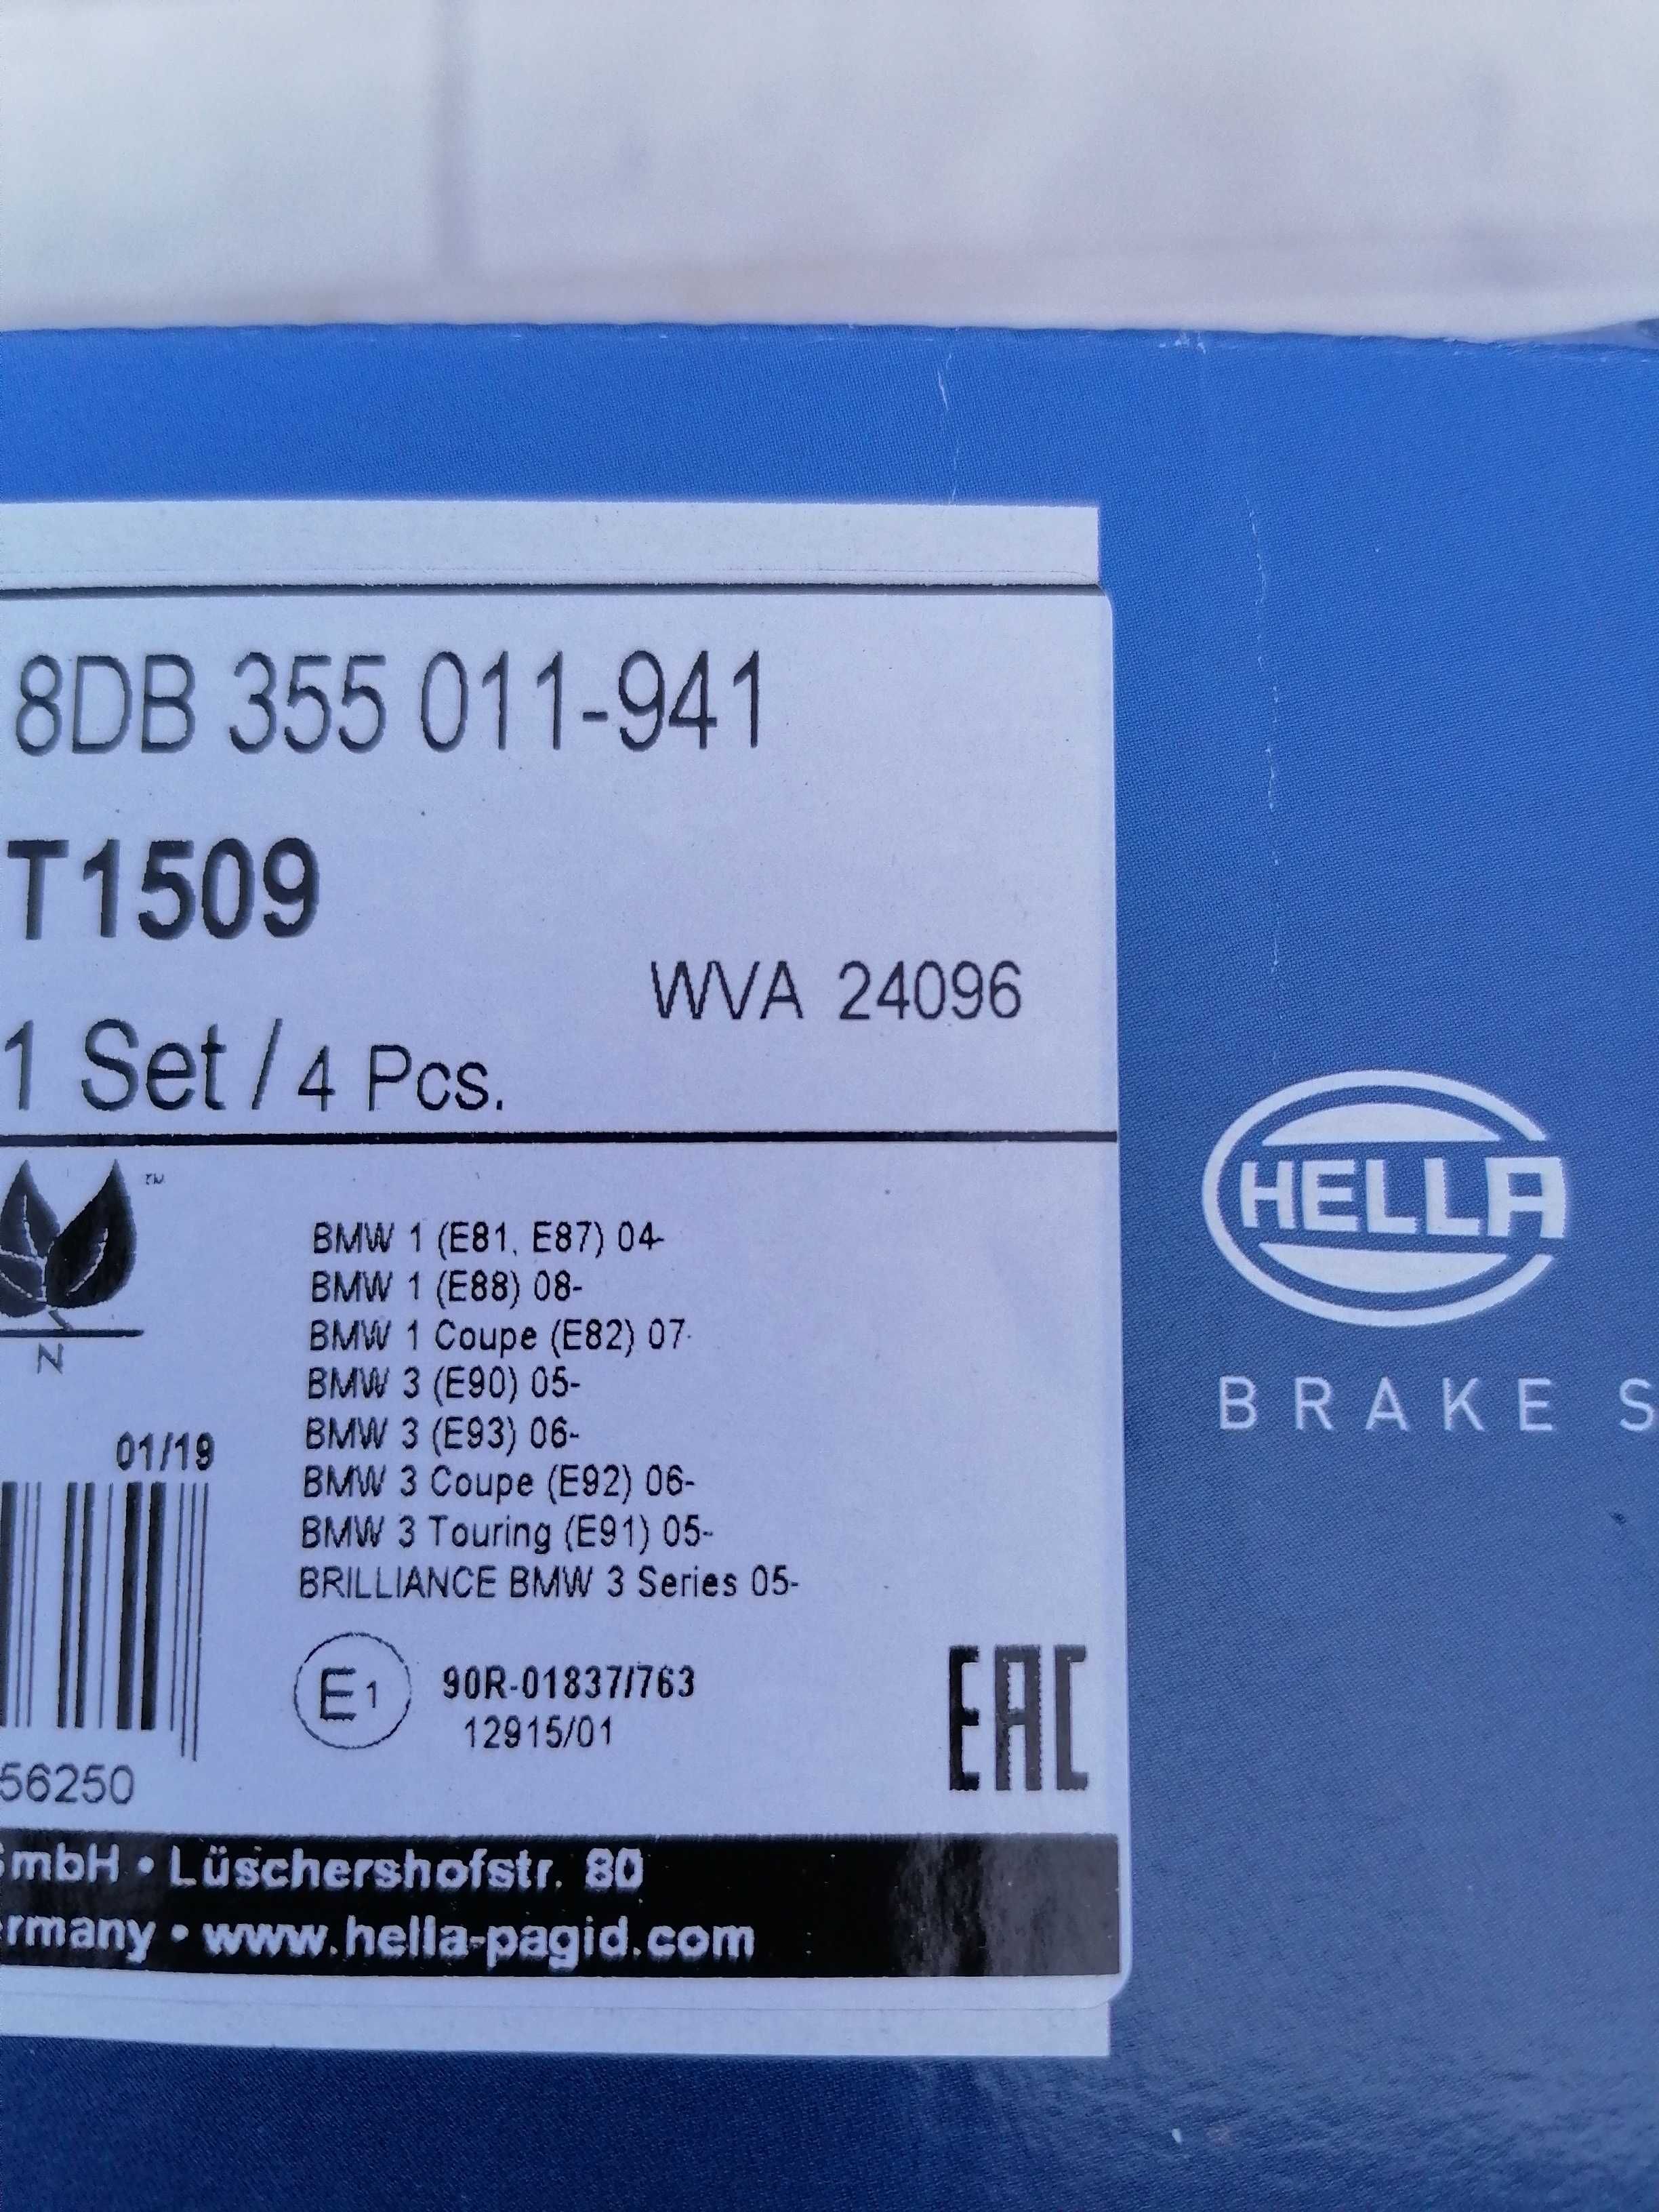 8DB 355 011-941
T1509
WVA 24096
1 Set / 4 Pcs.
TM
N
BMW 1 (E81, E87) 04-
BMW 1 (E88) 08-
BMW 1 Coupe (E82) 07-
BMW 3 (E90) 05-
BMW 3 (E93) 06-
BMW 3 Coupe (E92) 06-
BMW 3 Touring (E91) 05-
BRILLIANCE BMW 3 Series 05-
01/19
56250
E1
90R-01837/763
12915/01
EAC
GmbH • Lüschershofstr. 80
ermany • www.hella-pagid.com
HELLA
BRAKE S